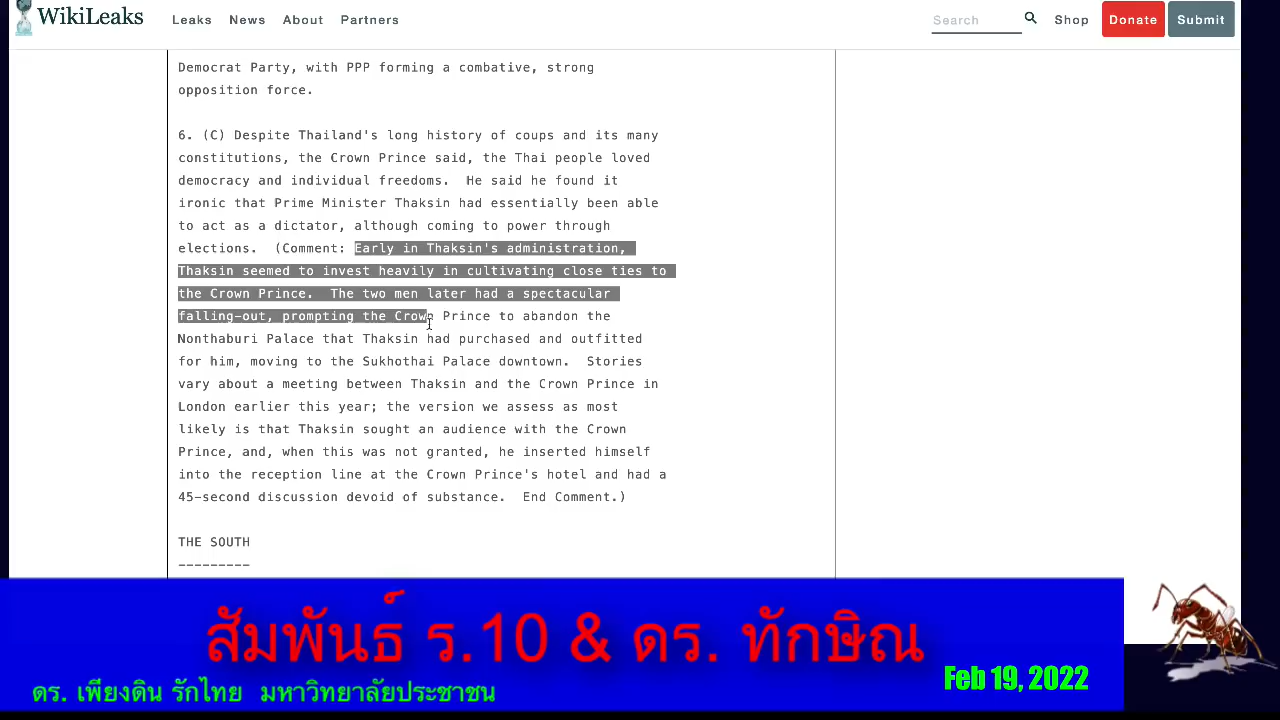 WikiLeaks
Leaks News About Partners
Search Shop Donate Submit
Democrat Party, with PPP forming a combative, strong
opposition force.
6. (C) Despite Thailand's long history of coups and its many
constitutions, the Crown Prince said, the Thai people loved
democracy and individual freedoms. He said he found it
ironic that Prime Minister Thaksin had essentially been able
to act as a dictator, although coming to power through
elections. (Comment: Early in Thaksin's administration,
Thaksin seemed to invest heavily in cultivating close ties to
the Crown Prince. The two men later had a spectacular
falling-out, prompting the Crown Prince to abandon the
Nonthaburi Palace that Thaksin had purchased and outfitted
for him, moving to the Sukhothai Palace downtown. Stories
vary about a meeting between Thaksin and the Crown Prince in
London earlier this year; the version we assess as most
likely is that Thaksin sought an audience with the Crown
Prince, and, when this was not granted, he inserted himself
into the reception line at the Crown Prince's hotel and had a
45-second discussion devoid of substance. End Comment.)
THE SOUTH
---------
สัมพันธ์ ร.10 & ดร. ทักษิณ
ดร. เพียงดิน รักไทย มหาวิทยาลัยประชาชน
Feb 19, 2022